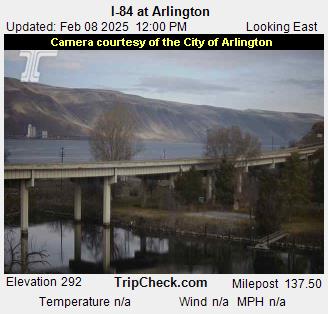 I-84 at Arlington
Updated: Feb 08 2025 12:00 PM Looking East
Camera courtesy of the City of Arlington
Elevation 292 TripCheck.com Milepost 137.50
Temperature n/a Wind n/a MPH n/a